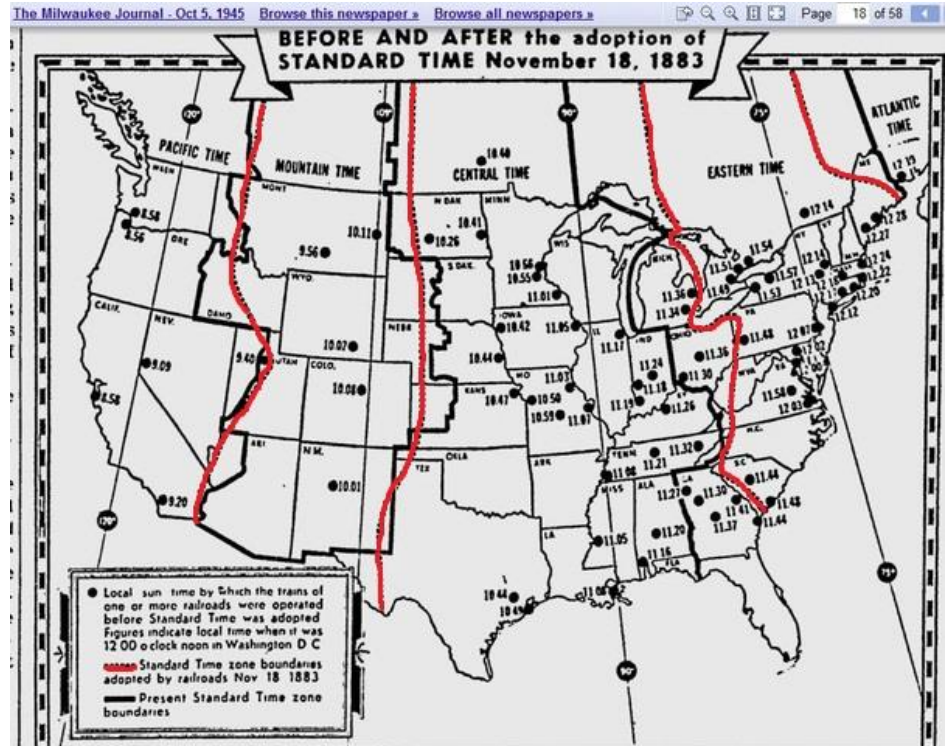 The Milwaukee Journal - Oct 5, 1945 Browse this newspaper » Browse all newspapers » Page 18 of 58
BEFORE AND AFTER the adoption of
STANDARD TIME November 18, 1883
120°
105°
90°
75°
ATLANTIC
TIME
PACIFIC TIME
MOUNTAIN TIME
CENTRAL TIME
EASTERN TIME
10.40
12 19
ME
WASH
MONT
N DAK
MINN
8.58
8.56
ORE
10.11
9.56
10.26
10.41
12 14
12 28
12.27
WIS
MICH
VT
IDAHO
WYO.
S DAK.
10.56
10.55
11.01
11.51
11.54
11.49
11.57
11.53
12 14
12 24
12.12
11.36
11.34
CALIF.
NEV.
NEBR
IOWA
10.42
11.05
ILL
11.17
IND
OHIO
PA
11.48
12 07
12 02
9.09
9.40
UTAH
10.02
COLO.
10.08
10.44
11.24
11.36
11.30
W.VA
8.58
KANS
10.47
MO
11.03
10.50
10.59
11.07
11.18
11.19
KY
11.26
11.58
12 03
9.20
ARI
N M.
10.01
OKLA
TEX
ARK
TENN
11.21
11.32
11.08
N.C.
S C
11.44
MISS
ALA
GA
11.27
11.30
11.41
11.48
11.37
11.44
LA
11.05
11.20
11 16
FLA
10 44
10.49
11 08
120°
75°
90°
Local sun time by which the trains of
one or more railroads were operated
before Standard Time was adopted
Figures indicate local time when it was
12 00 o clock noon in Washington D C
Standard Time zone boundaries
adopted by railroads Nov 18 1883
Present Standard Time zone
boundaries